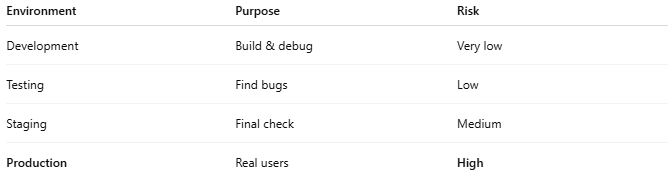 Environment Purpose Risk
Development Build & debug Very low
Testing Find bugs Low
Staging Final check Medium
Production Real users High